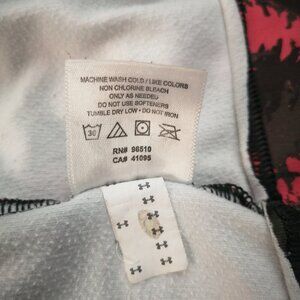 MACHINE WASH COLD / LIKE COLORS
NON CHLORINE BLEACH
ONLY AS NEEDED
DO NOT USE SOFTENERS
TUMBLE DRY LOW • DO NOT IRON
30
RN# 96510
CA# 41095